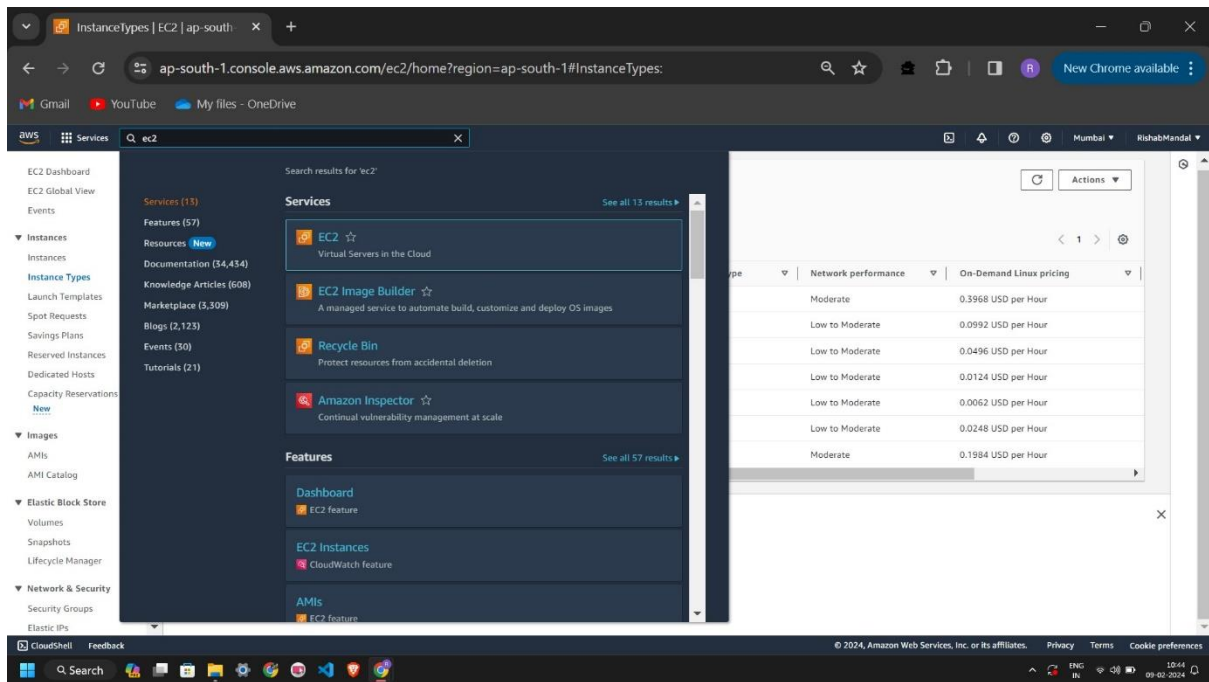 InstanceTypes | EC2 | ap-south-
ap-south-1.console.aws.amazon.com/ec2/home?region=ap-south-1#InstanceTypes:
R
New Chrome available
Gmail
YouTube
My files - OneDrive
aws
Services
ec2
Mumbai
RishabMandal
EC2 Dashboard
EC2 Global View
Events
Instances
Instances
Instance Types
Launch Templates
Spot Requests
Savings Plans
Reserved Instances
Dedicated Hosts
Capacity Reservations
New
Images
AMIs
AMI Catalog
Elastic Block Store
Volumes
Snapshots
Lifecycle Manager
Network & Security
Security Groups
Elastic IPs
Search results for 'ec2'
Services (13)
Features (57)
Resources New
Documentation (34,434)
Knowledge Articles (608)
Marketplace (3,309)
Blogs (2,123)
Events (30)
Tutorials (21)
Services
See all 13 results
EC2
Virtual Servers in the Cloud
EC2 Image Builder
A managed service to automate build, customize and deploy OS images
Recycle Bin
Protect resources from accidental deletion
Amazon Inspector
Continual vulnerability management at scale
Features
See all 57 results
Dashboard
EC2 feature
EC2 Instances
CloudWatch feature
AMIs
EC2 feature
Actions
1
ype Network performance On-Demand Linux pricing
Moderate 0.3968 USD per Hour
Low to Moderate 0.0992 USD per Hour
Low to Moderate 0.0496 USD per Hour
Low to Moderate 0.0124 USD per Hour
Low to Moderate 0.0062 USD per Hour
Low to Moderate 0.0248 USD per Hour
Moderate 0.1984 USD per Hour
CloudShell
Feedback
© 2024, Amazon Web Services, Inc. or its affiliates.
Privacy
Terms
Cookie preferences
Search
ENG
IN
10:44
09-02-2024